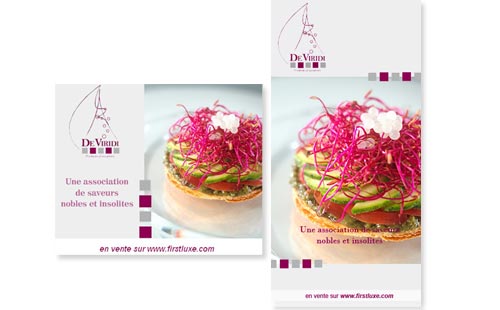 DE VIRIDI
Une association
de saveurs
nobles et insolites
en vente sur www.firstluxe.com
DE VIRIDI
Une association de saveurs
nobles et insolites
en vente sur www.firstluxe.com